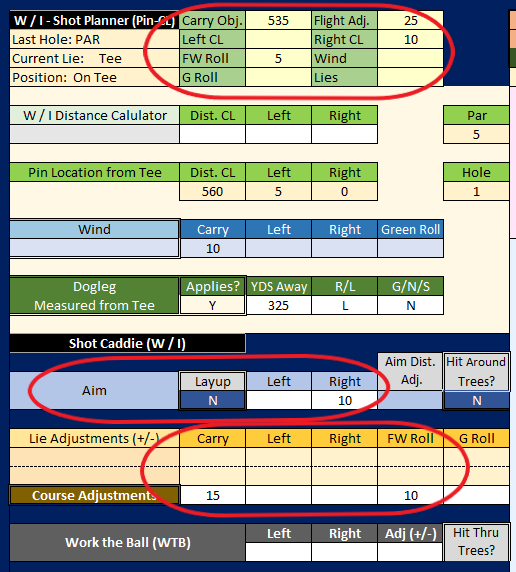 W / I - Shot Planner (Pin-CL) Carry Obj. 535 Flight Adj. 25
Last Hole: PAR Left CL Right CL 10
Current Lie: Tee FW Roll 5 Wind
Position: On Tee G Roll Lies
W / I Distance Calulator Dist. CL Left Right Par
5
Pin Location from Tee Dist. CL Left Right Hole
560 5 0 1
Wind Carry Left Right Green Roll
10
Dogleg Applies? YDS Away R/L G/N/S
Measured from Tee Y 325 L N
Shot Caddie (W / I)
Aim Dist. Adj. Hit Around Trees?
Aim Layup Left Right
N 10 N
Lie Adjustments (+/-) Carry Left Right FW Roll G Roll
Course Adjustments 15 10
Work the Ball (WTB) Left Right Adj (+/-) Hit Thru Trees?